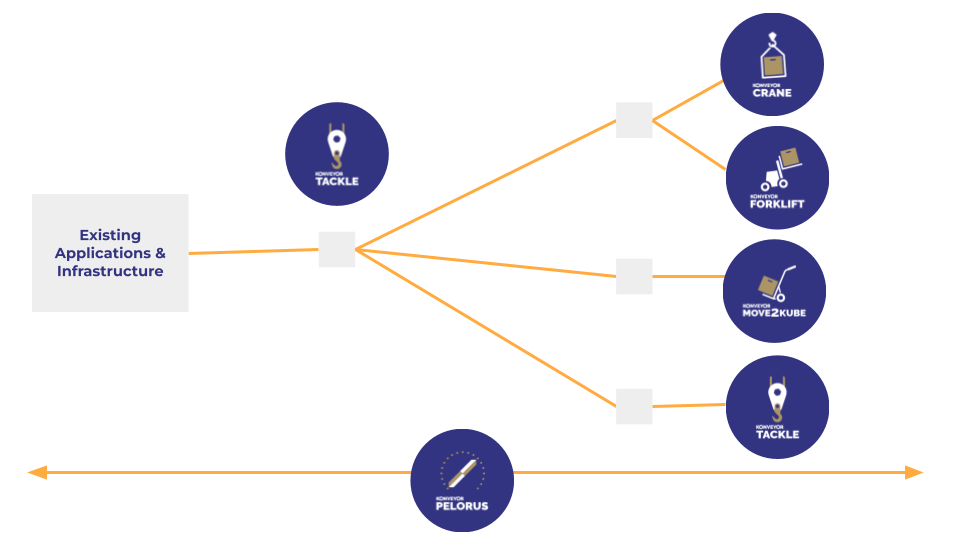 KONVEYOR
CRANE
KONVEYOR
TACKLE
KONVEYOR
FORKLIFT
Existing
Applications &
Infrastructure
KONVEYOR
MOVE2KUBE
KONVEYOR
TACKLE
KONVEYOR
PELORUS